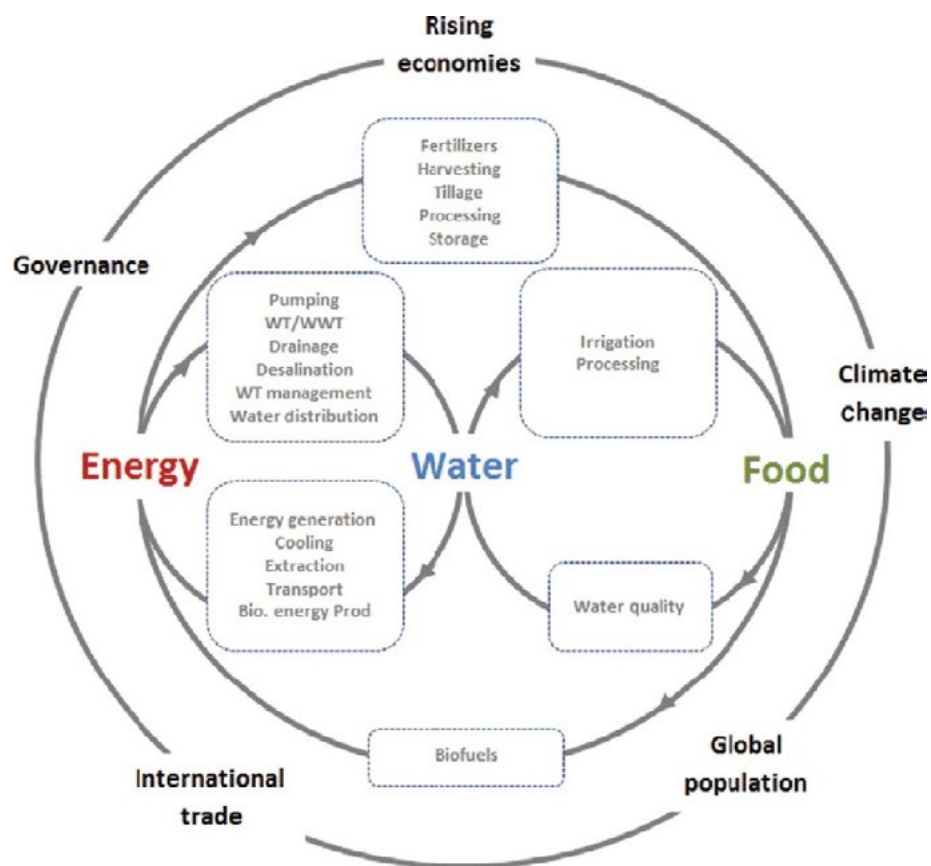 Rising
economies
Fertilizers
Harvesting
Tillage
Processing
Storage
Governance
Pumping
WT/WWT
Drainage
Desalination
WT management
Water distribution
Irrigation
Processing
Climate
change
Energy
Water
Food
Energy generation
Cooling
Extraction
Transport
Bio. energy Prod
Water quality
Biofuels
Global
population
International
trade